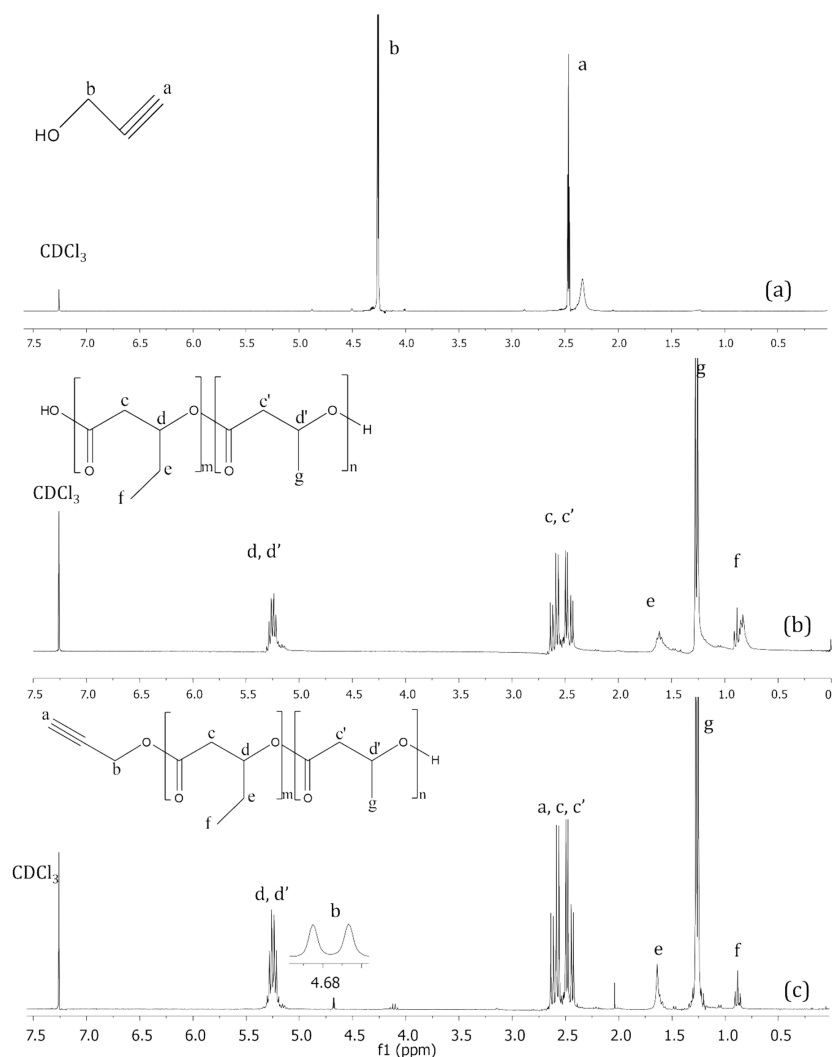 b
a
b
a
HO
CDCl3
(a)
7.5 7.0 6.5 6.0 5.5 5.0 4.5 4.0 3.5 3.0 2.5 2.0 1.5 1.0 0.5
g
HO
c
d
O
c'
d'
O
H
O
e
m
O
g
n
f
CDCl3
d, d'
c, c'
e
f
(b)
7.5 7.0 6.5 6.0 5.5 5.0 4.5 4.0 3.5 3.0 2.5 2.0 1.5 1.0 0.5 0
a
b
O
c
d
O
c'
d'
O
H
O
e
m
O
g
n
f
g
a, c, c'
CDCl3
d, d'
b
4.68
e
f
(c)
7.5 7.0 6.5 6.0 5.5 5.0 4.5 4.0 3.5 3.0 2.5 2.0 1.5 1.0 0.5
f1 (ppm)